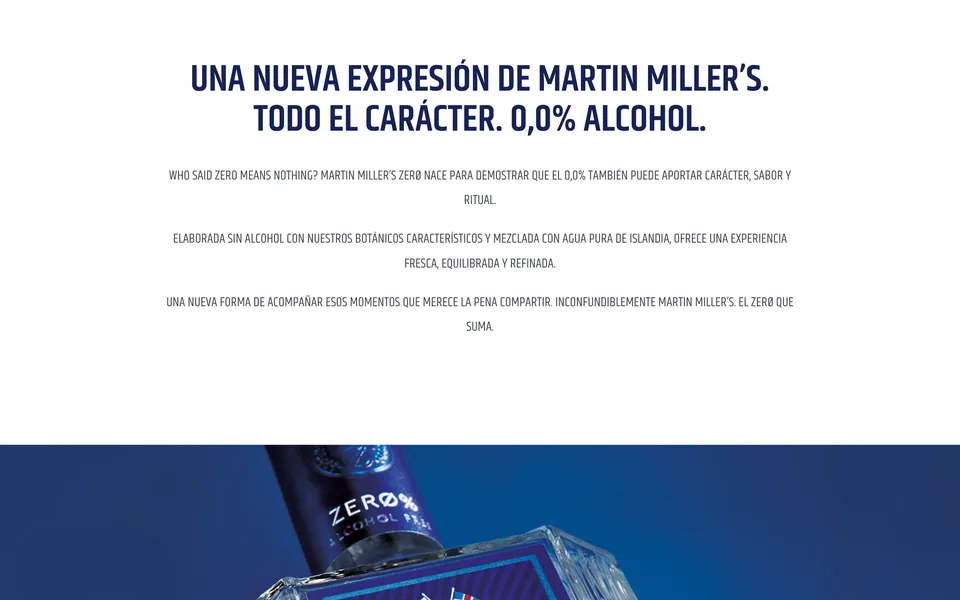 UNA NUEVA EXPRESIÓN DE MARTIN MILLER’S.
TODO EL CARÁCTER. 0,0% ALCOHOL.
WHO SAID ZERO MEANS NOTHING? MARTIN MILLER’S ZERØ NACE PARA DEMOSTRAR QUE EL 0,0% TAMBIÉN PUEDE APORTAR CARÁCTER, SABOR Y
RITUAL.
ELABORADA SIN ALCOHOL CON NUESTROS BOTÁNICOS CARACTERÍSTICOS Y MEZCLADA CON AGUA PURA DE ISLANDIA, OFRECE UNA EXPERIENCIA
FRESCA, EQUILIBRADA Y REFINADA.
UNA NUEVA FORMA DE ACOMPAÑAR ESOS MOMENTOS QUE MERECE LA PENA COMPARTIR. INCONFUNDIBLEMENTE MARTIN MILLER’S. EL ZERØ QUE
SUMA.
ZERØ%
ALCOHOL FREE